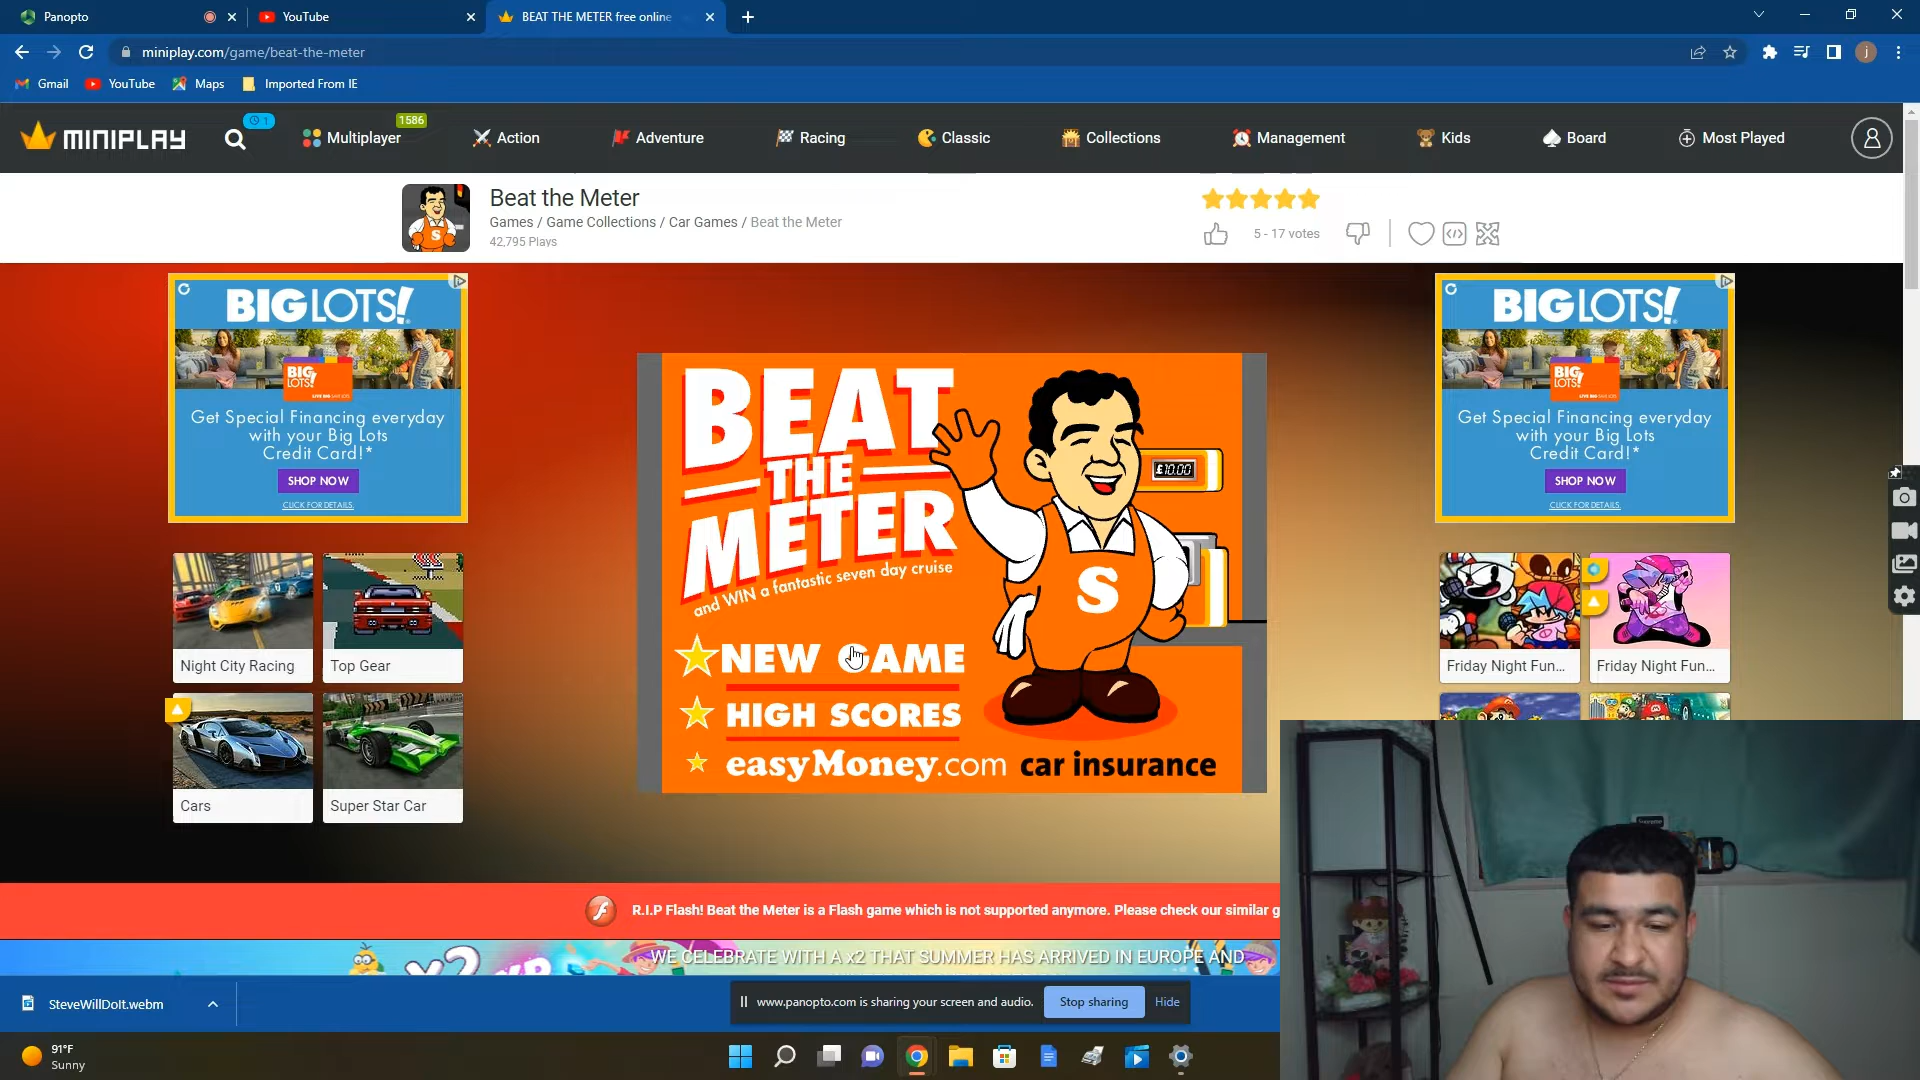 Panopto
YouTube
BEAT THE METER free online
miniplay.com/game/beat-the-meter
j
Gmail
YouTube
Maps
Imported From IE
MINIPLAY
1
Multiplayer
1586
Action
Adventure
Racing
Classic
Collections
Management
Kids
Board
Most Played
Beat the Meter
Games / Game Collections / Car Games / Beat the Meter
42,795 Plays
5 - 17 votes
BIG LOTS!
BIG LOTS!
Get Special Financing everyday
with your Big Lots
Credit Card!*
SHOP NOW
CLICK FOR DETAILS.
Night City Racing
Top Gear
Cars
Super Star Car
BEAT
THE
METER
and WIN a fantastic seven day cruise
£10.00
S
NEW GAME
HIGH SCORES
easyMoney.com car insurance
BIG LOTS!
BIG LOTS!
Get Special Financing everyday
with your Big Lots
Credit Card!*
SHOP NOW
CLICK FOR DETAILS.
Friday Night Fun...
Friday Night Fun...
R.I.P Flash! Beat the Meter is a Flash game which is not supported anymore. Please check our similar g
x2
WE CELEBRATE WITH A x2 THAT SUMMER HAS ARRIVED IN EUROPE AND
SteveWillDoIt.webm
www.panopto.com is sharing your screen and audio.
Stop sharing
Hide
91°F
Sunny